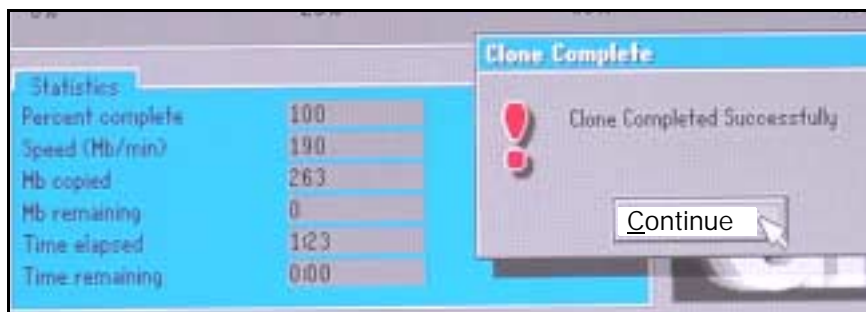 Clone Complete
Clone Completed Successfully
Continue
Statistics
Percent complete 100
Speed (Mb/min) 190
Mb copied 263
Mb remaining 0
Time elapsed 1:23
Time remaining 0:00